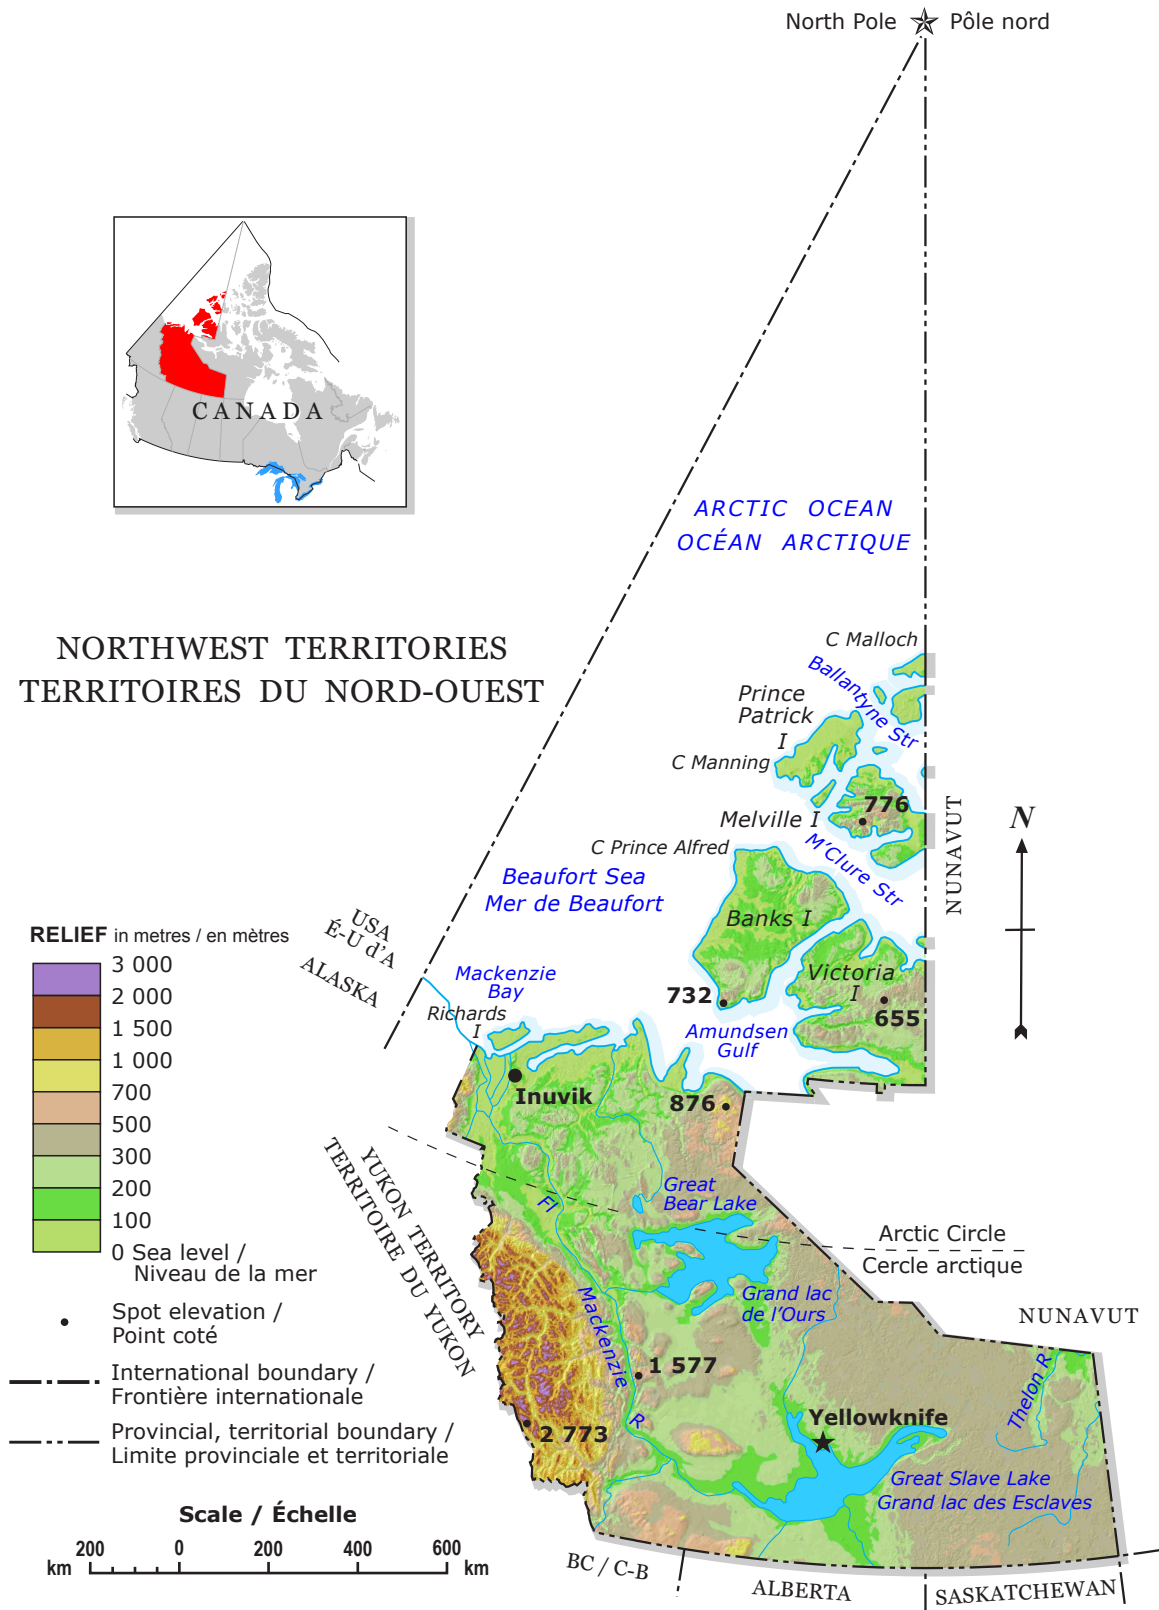 North Pole Pôle nord
CANADA
ARCTIC OCEAN
OCÉAN ARCTIQUE
NORTHWEST TERRITORIES
TERRITOIRES DU NORD-OUEST
C Malloch
Ballantyne Str
Prince
Patrick
I
C Manning
776
Melville I
M'Clure Str
NUNAVUT
N
C Prince Alfred
Beaufort Sea
Mer de Beaufort
Banks I
USA
É-U d'A
ALASKA
Victoria
I
732
655
Mackenzie
Bay
Richards
I
Amundsen
Gulf
Inuvik
876
RELIEF in metres / en mètres
3 000
2 000
1 500
1 000
700
500
300
200
100
0 Sea level /
Niveau de la mer
Spot elevation /
Point coté
International boundary /
Frontière internationale
Provincial, territorial boundary /
Limite provinciale et territoriale
YUKON TERRITORY
TERRITOIRE DU YUKON
Fl
Great
Bear Lake
Arctic Circle
Cercle arctique
Grand lac
de l'Ours
NUNAVUT
Mackenzie
R
1 577
Thelon R
Yellowknife
2 773
Great Slave Lake
Grand lac des Esclaves
Scale / Échelle
200 0 200 400 600
km km
BC / C-B
ALBERTA
SASKATCHEWAN